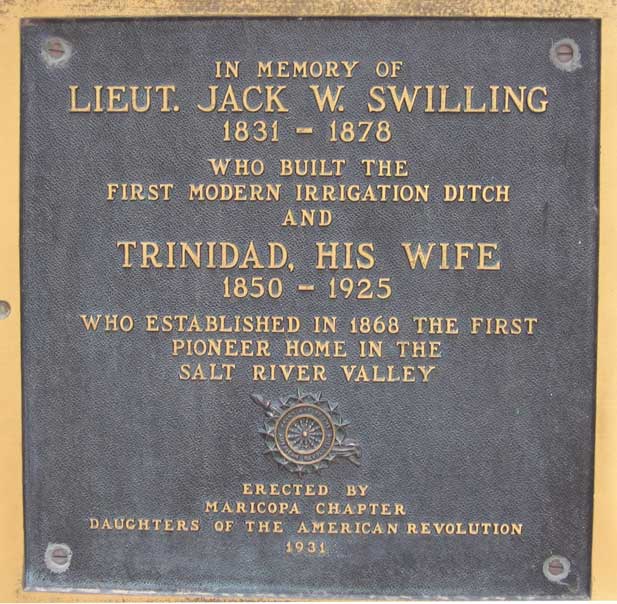 IN MEMORY OF
LIEUT. JACK W. SWILLING
1831 – 1878
WHO BUILT THE
FIRST MODERN IRRIGATION DITCH
AND
TRINIDAD, HIS WIFE
1850 – 1925
WHO ESTABLISHED IN 1868 THE FIRST
PIONEER HOME IN THE
SALT RIVER VALLEY
ERECTED BY
MARICOPA CHAPTER
DAUGHTERS OF THE AMERICAN REVOLUTION
1931